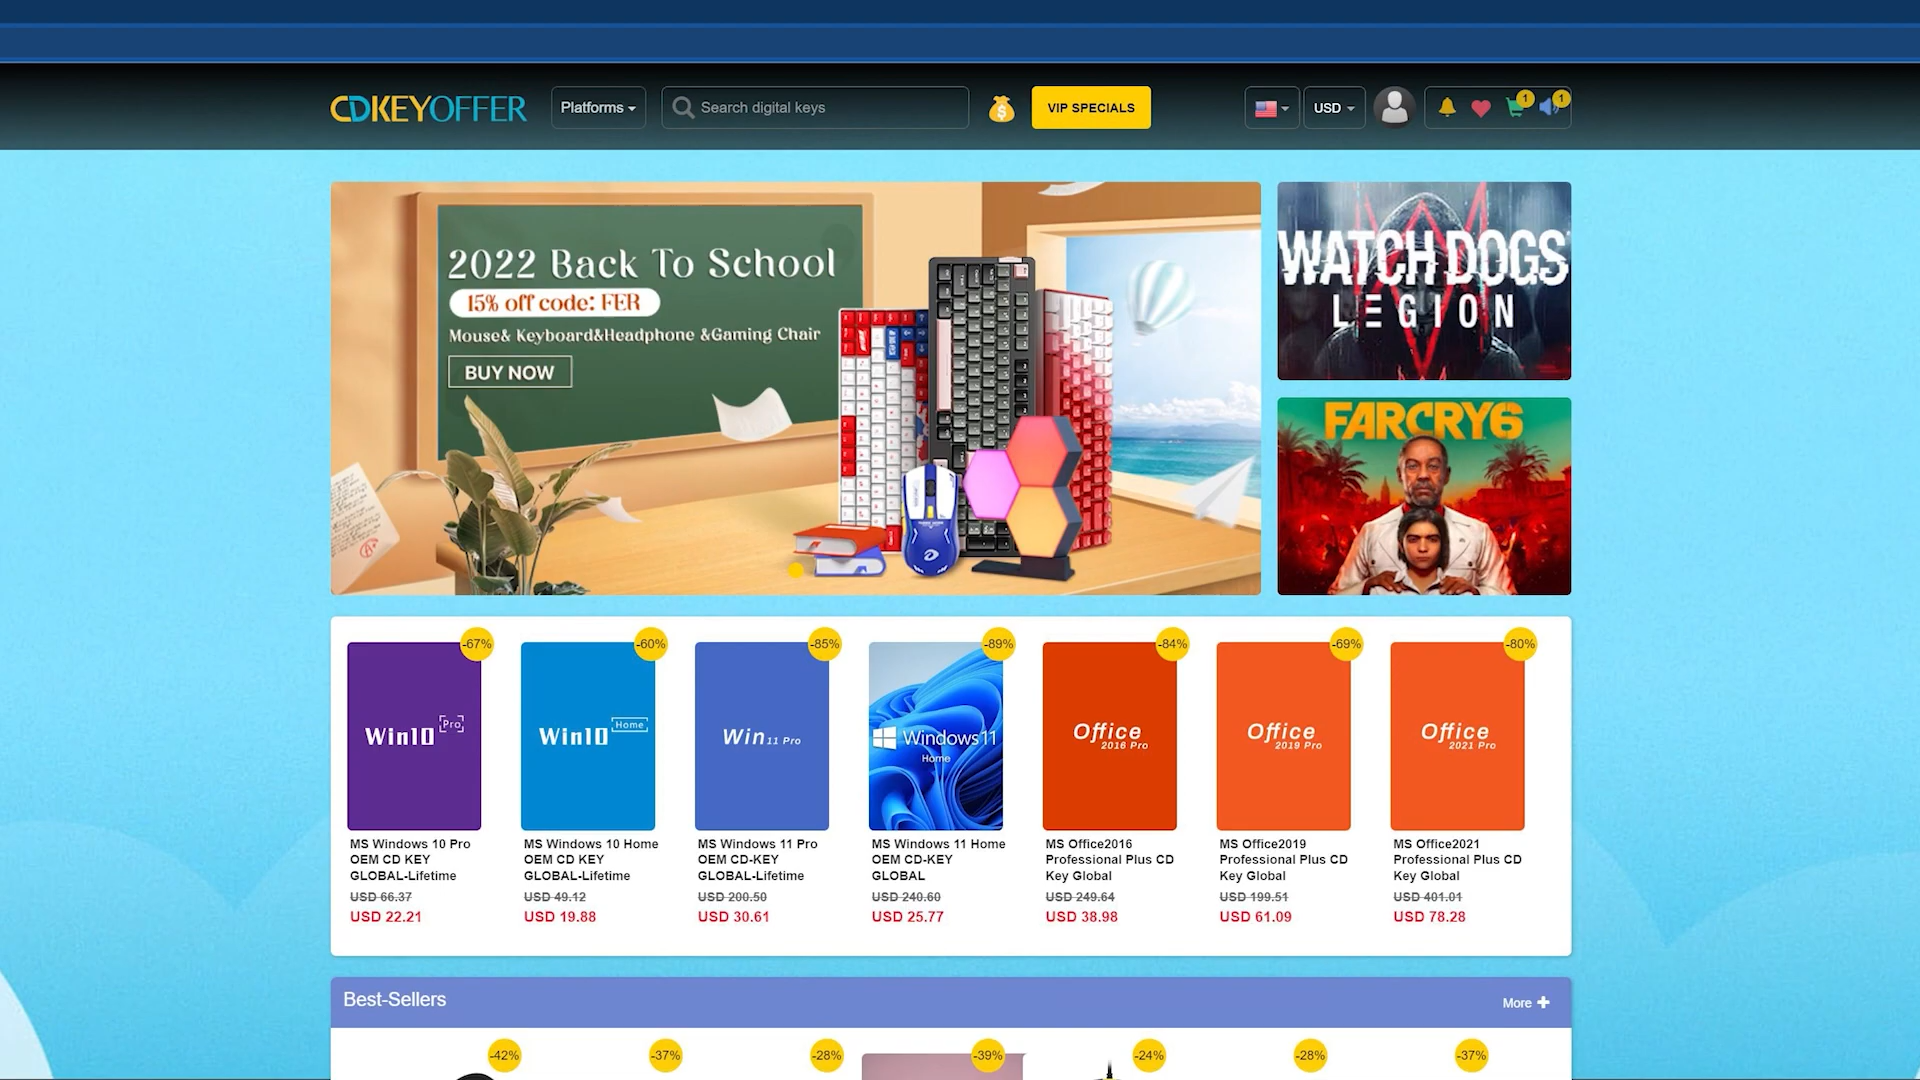 CDKEYOFFER
Platforms
Search digital keys
VIP SPECIALS
USD
1
1
2022 Back To School
15% off code: FER
Mouse& Keyboard&Headphone &Gaming Chair
BUY NOW
WATCH DOGS
LEGION
FARCRY6
-67%
-60%
-85%
-89%
-84%
-69%
-80%
Win10 Pro
Win10 Home
Win 11 Pro
Windows 11
Home
Office
2016 Pro
Office
2019 Pro
Office
2021 Pro
MS Windows 10 Pro
OEM CD KEY
GLOBAL-Lifetime
USD 66.37
USD 22.21
MS Windows 10 Home
OEM CD KEY
GLOBAL-Lifetime
USD 49.12
USD 19.88
MS Windows 11 Pro
OEM CD-KEY
GLOBAL-Lifetime
USD 200.50
USD 30.61
MS Windows 11 Home
OEM CD-KEY
GLOBAL
USD 240.60
USD 25.77
MS Office2016
Professional Plus CD
Key Global
USD 249.64
USD 38.98
MS Office2019
Professional Plus CD
Key Global
USD 199.51
USD 61.09
MS Office2021
Professional Plus CD
Key Global
USD 401.01
USD 78.28
Best-Sellers
More
-42%
-37%
-28%
-39%
-24%
-28%
-37%